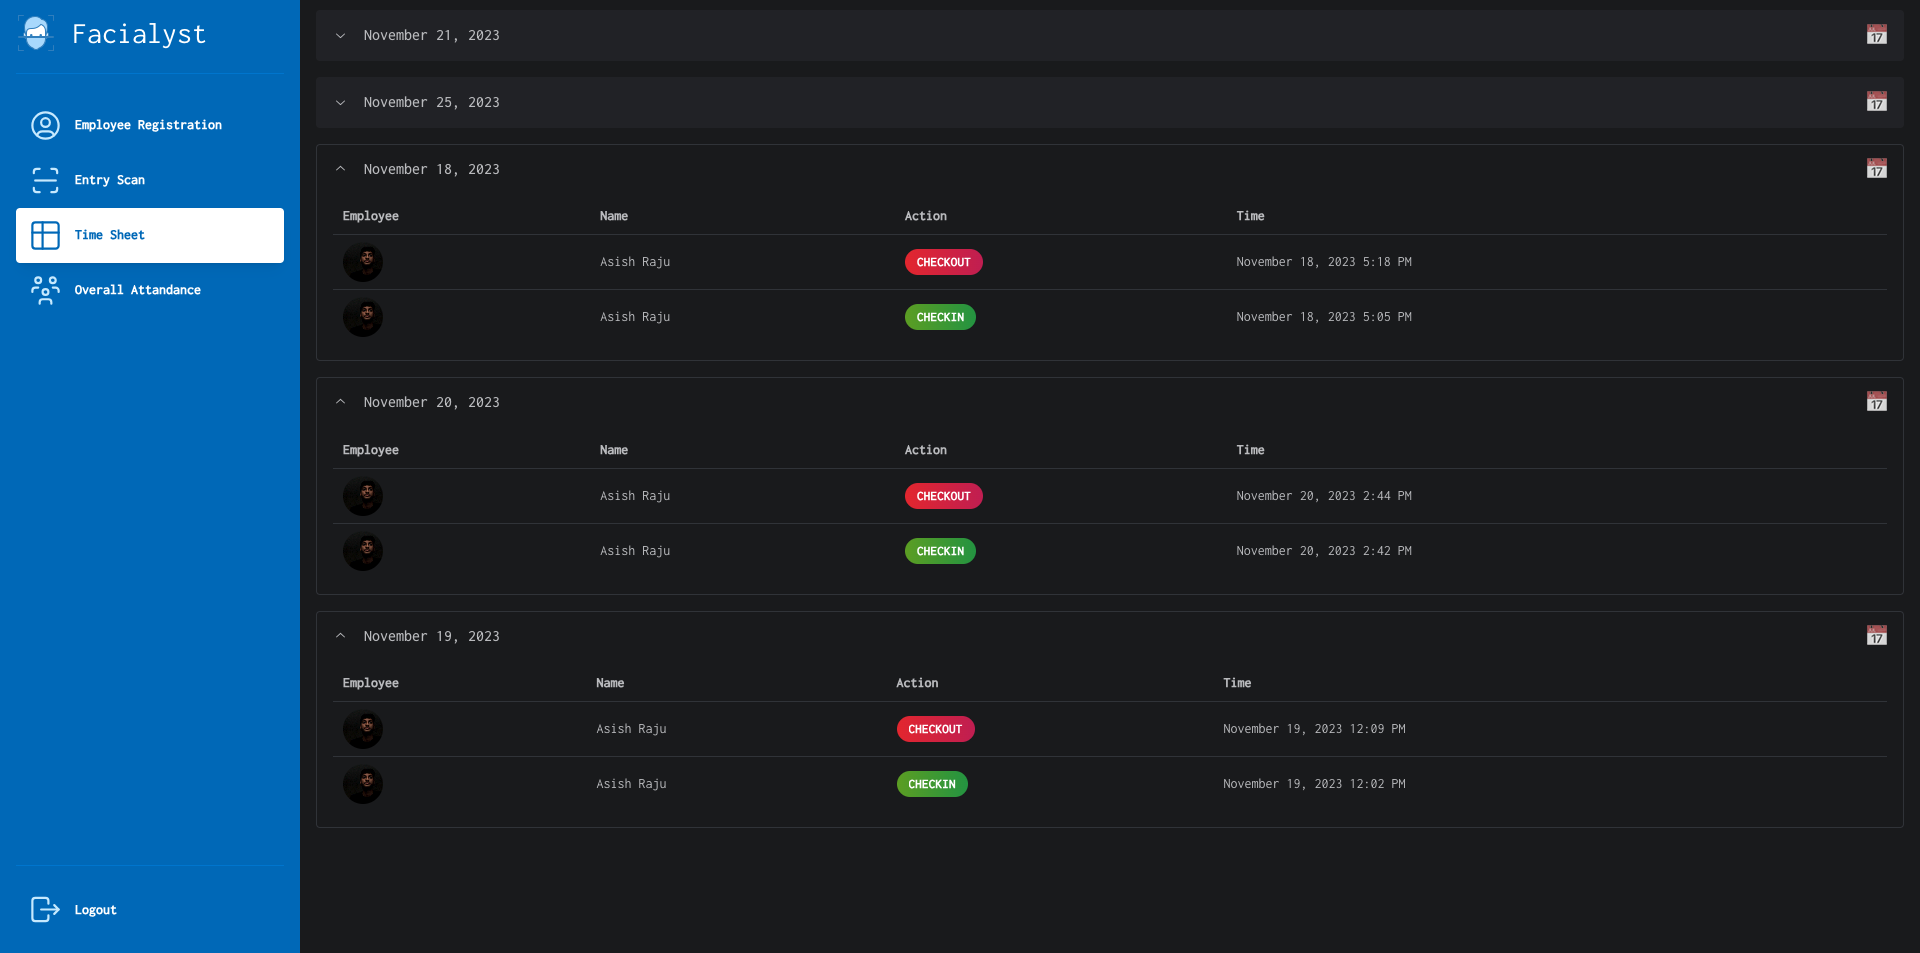 Facialyst
Employee Registration
Entry Scan
Time Sheet
Overall Attandance
Logout
November 21, 2023
17
November 25, 2023
17
November 18, 2023
17
Employee Name Action Time
Asish Raju CHECKOUT November 18, 2023 5:18 PM
Asish Raju CHECKIN November 18, 2023 5:05 PM
November 20, 2023
17
Employee Name Action Time
Asish Raju CHECKOUT November 20, 2023 2:44 PM
Asish Raju CHECKIN November 20, 2023 2:42 PM
November 19, 2023
17
Employee Name Action Time
Asish Raju CHECKOUT November 19, 2023 12:09 PM
Asish Raju CHECKIN November 19, 2023 12:02 PM